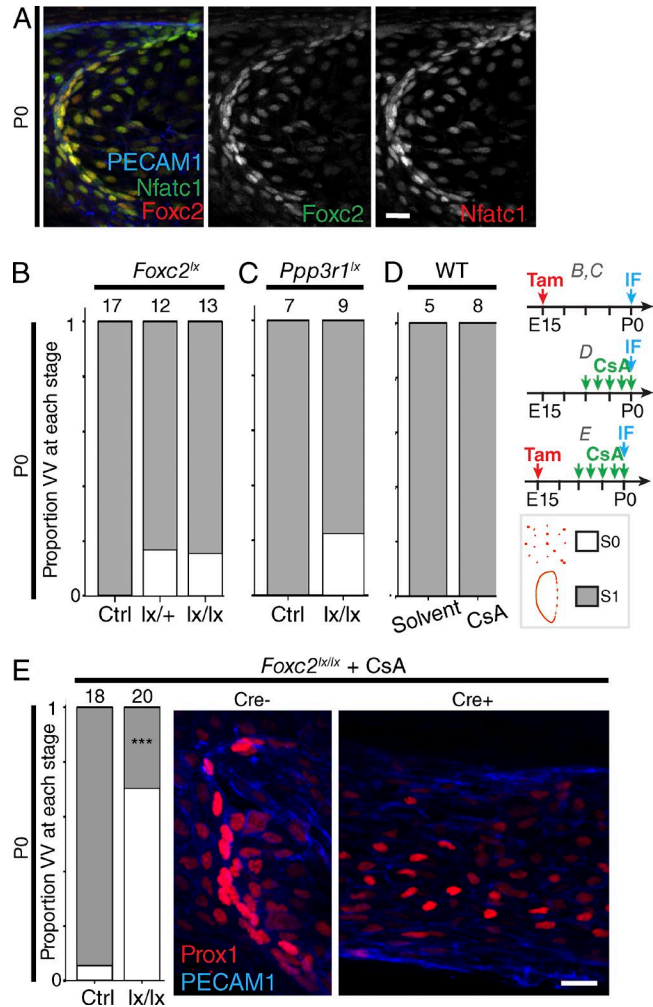 A
P0
PECAM1
Nfatc1
Foxc2
Foxc2
Nfatc1
B
Foxc2lx
17 12 13
P0
Proportion VV at each stage
1
0
Ctrl lx/+ lx/lx
C
Ppp3r1lx
7 9
Ctrl lx/lx
D
WT
5 8
Solvent CsA
B,C
Tam IF
E15 P0
D
IF
CsA
E15 P0
E
IF
Tam CsA
E15 P0
S0
S1
E
Foxc2lx/lx + CsA
18 20
Cre-
Cre+
P0
Proportion VV at each stage
1
***
0
Ctrl lx/lx
Prox1
PECAM1